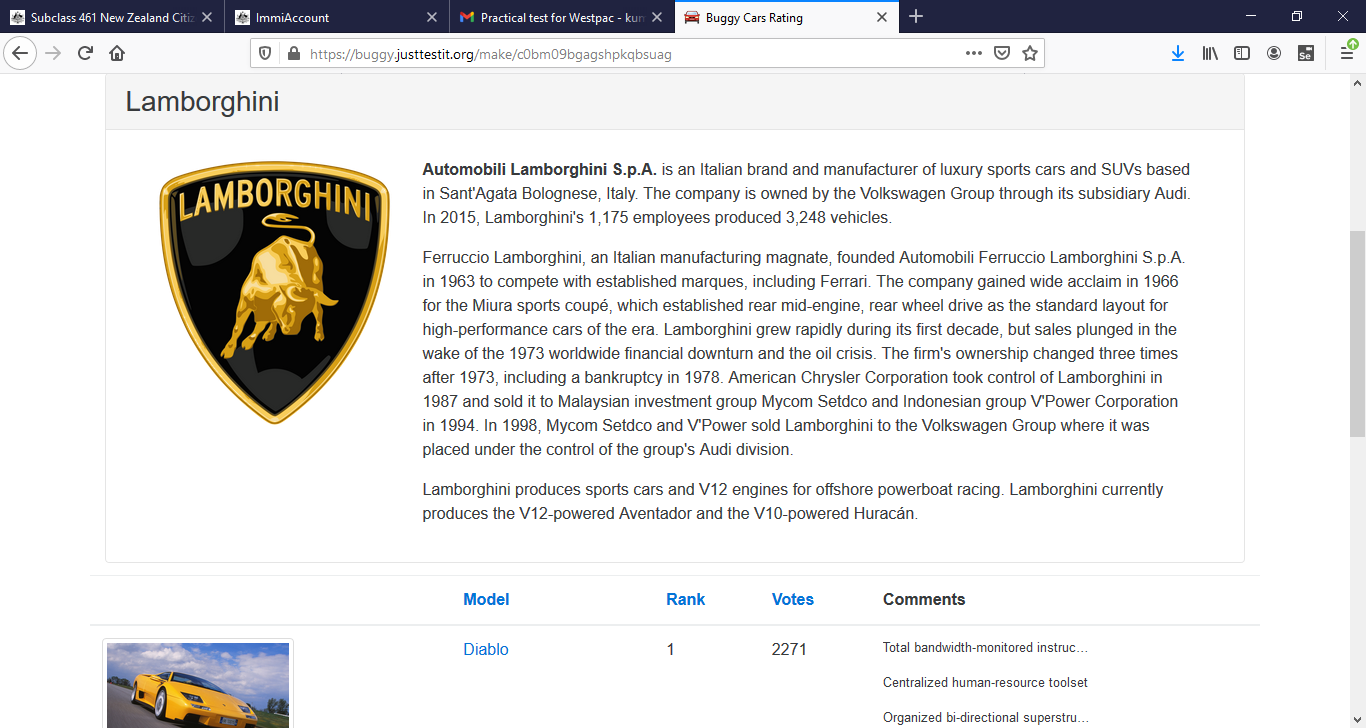 Subclass 461 New Zealand Citiz
ImmiAccount
Practical test for Westpac - kum
Buggy Cars Rating
https://buggy.justtestit.org/make/c0bm09bgagshpkqbsuag
Se
Lamborghini
LAMBORGHINI
Automobili Lamborghini S.p.A. is an Italian brand and manufacturer of luxury sports cars and SUVs based
in Sant'Agata Bolognese, Italy. The company is owned by the Volkswagen Group through its subsidiary Audi.
In 2015, Lamborghini's 1,175 employees produced 3,248 vehicles.
Ferruccio Lamborghini, an Italian manufacturing magnate, founded Automobili Ferruccio Lamborghini S.p.A.
in 1963 to compete with established marques, including Ferrari. The company gained wide acclaim in 1966
for the Miura sports coupé, which established rear mid-engine, rear wheel drive as the standard layout for
high-performance cars of the era. Lamborghini grew rapidly during its first decade, but sales plunged in the
wake of the 1973 worldwide financial downturn and the oil crisis. The firm's ownership changed three times
after 1973, including a bankruptcy in 1978. American Chrysler Corporation took control of Lamborghini in
1987 and sold it to Malaysian investment group Mycom Setdco and Indonesian group V'Power Corporation
in 1994. In 1998, Mycom Setdco and V'Power sold Lamborghini to the Volkswagen Group where it was
placed under the control of the group's Audi division.
Lamborghini produces sports cars and V12 engines for offshore powerboat racing. Lamborghini currently
produces the V12-powered Aventador and the V10-powered Huracán.
Model Rank Votes Comments
Diablo 1 2271 Total bandwidth-monitored instruc…
Centralized human-resource toolset
Organized bi-directional superstru…